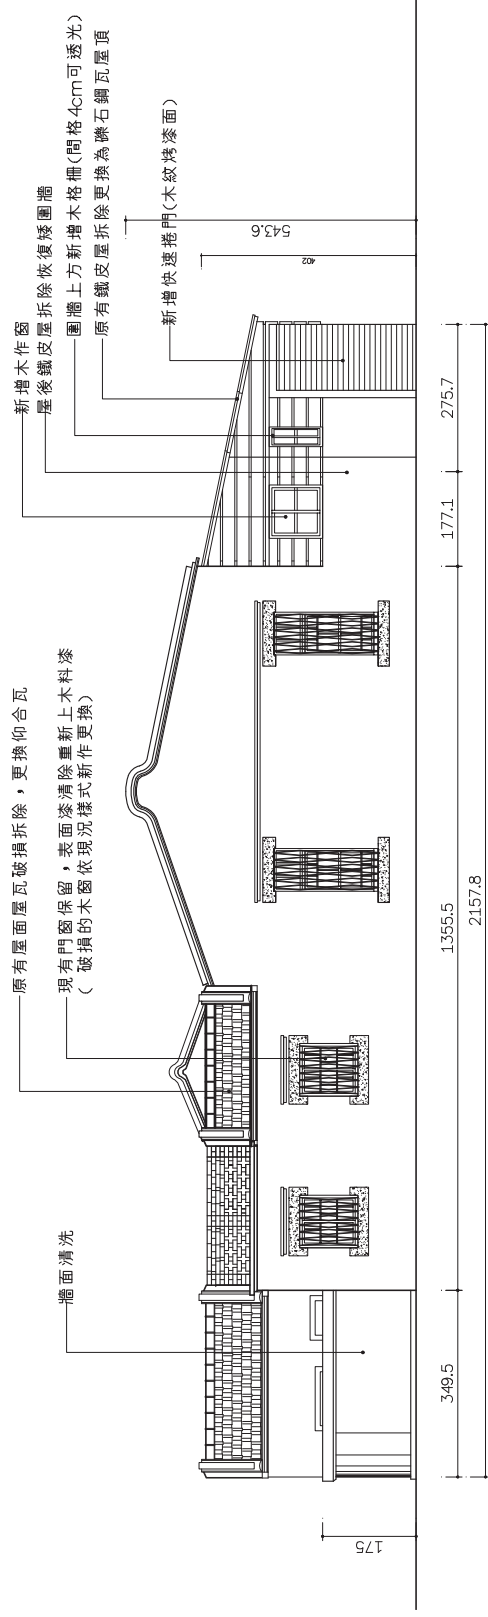 牆面清洗
原有屋面屋瓦破損拆除，更換仰合瓦
現有門窗保留，表面漆清除重新上木料漆
（ 破損的木窗依現況樣式新作更換）
新增木作窗
屋後鐵皮屋拆除恢復矮圍牆
圍牆上方新增木格柵(間格4cm可透光)
原有鐵皮屋拆除更換為礫石鋼瓦屋頂
新增快速捲門(木紋烤漆面)
543.6
402
175
349.5
1355.5
177.1
275.7
2157.8